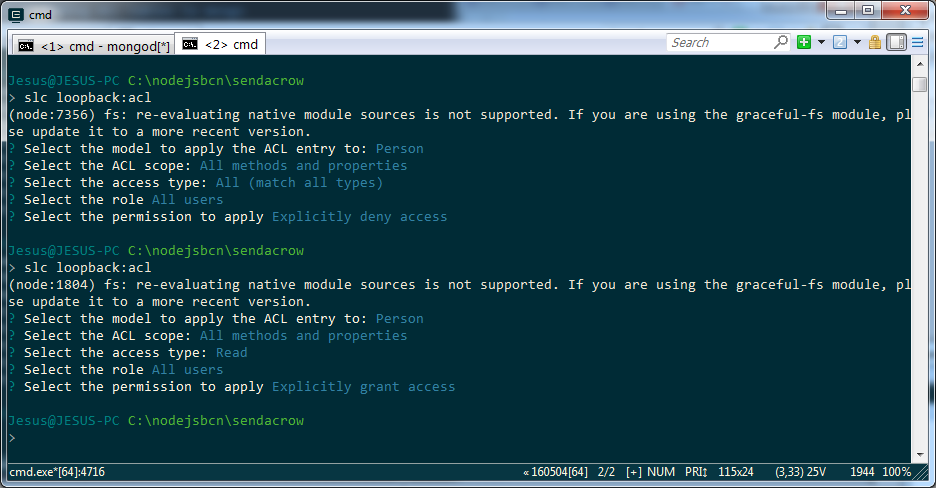 cmd
<1> cmd - mongod[*]
<2> cmd
Search
Jesus@JESUS-PC C:\nodejsbcn\sendacrow
> slc loopback:acl
(node:7356) fs: re-evaluating native module sources is not supported. If you are using the graceful-fs module, pl
se update it to a more recent version.
? Select the model to apply the ACL entry to: Person
? Select the ACL scope: All methods and properties
? Select the access type: All (match all types)
? Select the role All users
? Select the permission to apply Explicitly deny access
Jesus@JESUS-PC C:\nodejsbcn\sendacrow
> slc loopback:acl
(node:1804) fs: re-evaluating native module sources is not supported. If you are using the graceful-fs module, pl
se update it to a more recent version.
? Select the model to apply the ACL entry to: Person
? Select the ACL scope: All methods and properties
? Select the access type: Read
? Select the role All users
? Select the permission to apply Explicitly grant access
Jesus@JESUS-PC C:\nodejsbcn\sendacrow
>
cmd.exe*[64]:4716 « 160504[64] 2/2 [+] NUM PRI↕ 115x24 (3,33) 25V 1944 100%